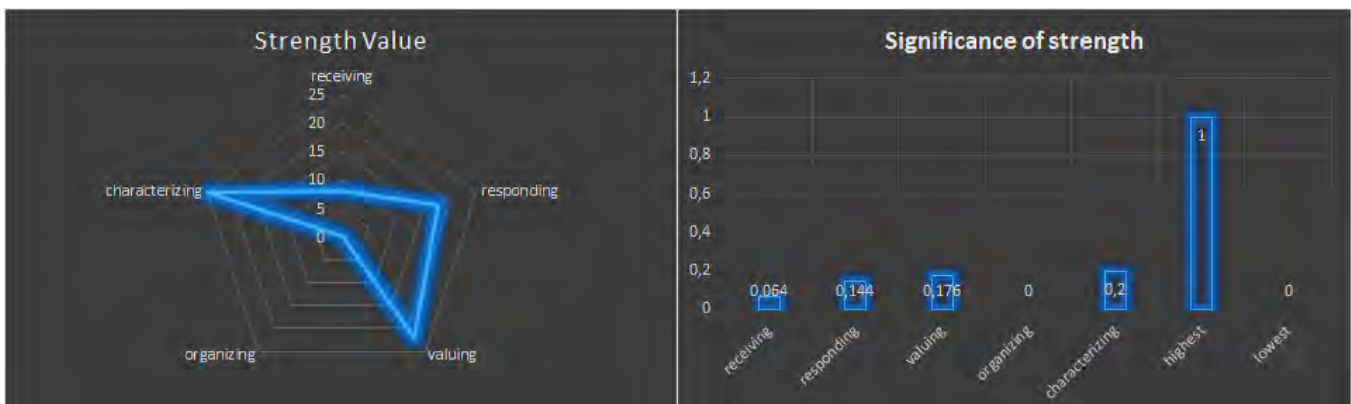 Strength Value
receiving
25
20
15
10
5
0
characterizing
responding
organizing
valuing
Significance of strength
1,2
1
0,8
0,6
0,4
0,2
0
0,064
0,144
0,176
0
0,2
1
0
receiving
responding
valuing
organizing
characterizing
highest
lowest